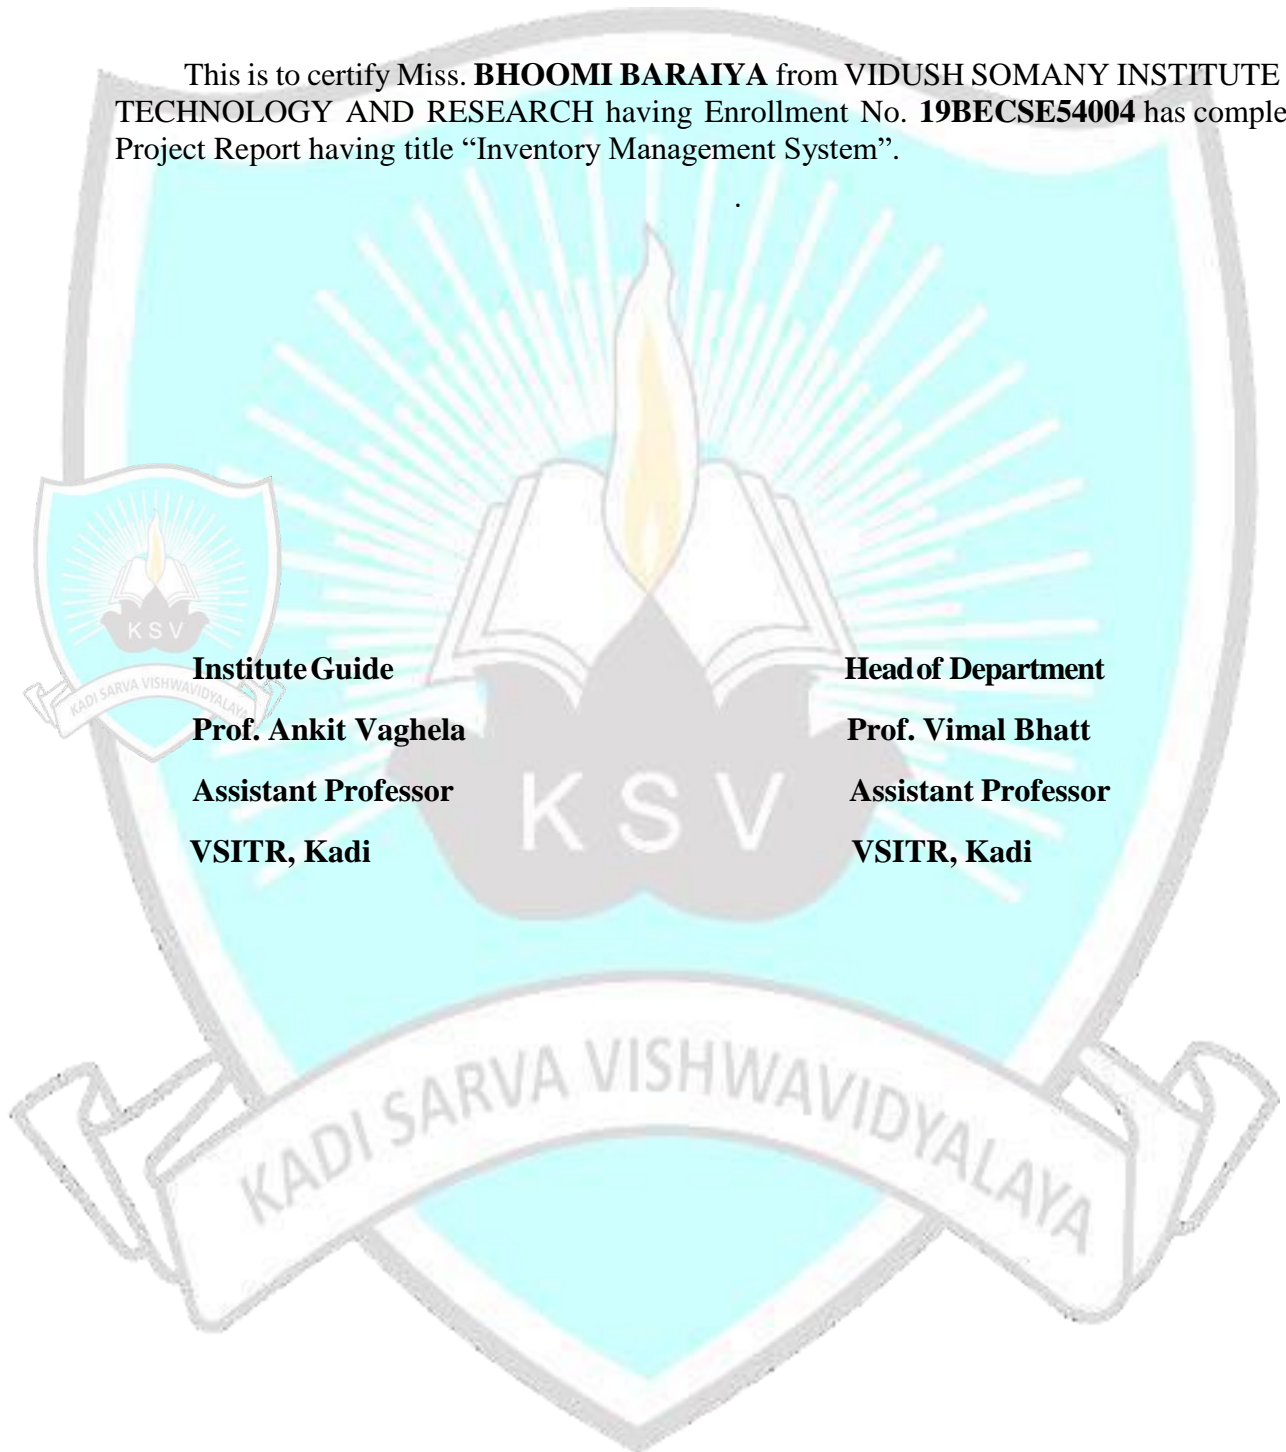 This is to certify Miss. BHOOMI BARAIYA from VIDUSH SOMANY INSTITUTE
TECHNOLOGY AND RESEARCH having Enrollment No. 19BECSE54004 has comple
Project Report having title “Inventory Management System”.
.
Institute Guide Head of Department
Prof. Ankit Vaghela Prof. Vimal Bhatt
Assistant Professor Assistant Professor
VSITR, Kadi VSITR, Kadi
K S V
KADI SARVA VISHWAVIDYALAYA
K S V
KADI SARVA VISHWAVIDYALAYA